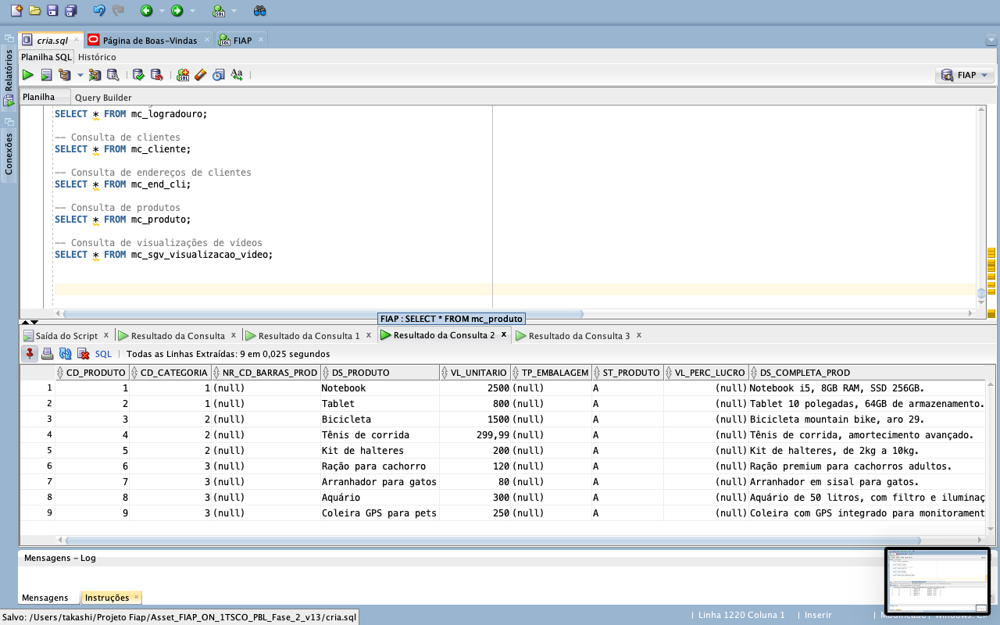 cria.sql
Página de Boas-Vindas
FIAP
Planilha SQL Histórico
FIAP
Planilha Query Builder
Relatórios
Conexões
SELECT * FROM mc_logradouro;
-- Consulta de clientes
SELECT * FROM mc_cliente;
-- Consulta de endereços de clientes
SELECT * FROM mc_end_cli;
-- Consulta de produtos
SELECT * FROM mc_produto;
-- Consulta de visualizações de vídeos
SELECT * FROM mc_sgv_visualizacao_video;
FIAP : SELECT * FROM mc_produto
Saída do Script Resultado da Consulta Resultado da Consulta 1 Resultado da Consulta 2 Resultado da Consulta 3
SQL Todas as Linhas Extraídas: 9 em 0,025 segundos
CD_PRODUTO CD_CATEGORIA NR_CD_BARRAS_PROD DS_PRODUTO VL_UNITARIO TP_EMBALAGEM ST_PRODUTO VL_PERC_LUCRO DS_COMPLETA_PROD
1 1 1 (null) Notebook 2500 (null) A (null) Notebook i5, 8GB RAM, SSD 256GB.
2 2 1 (null) Tablet 800 (null) A (null) Tablet 10 polegadas, 64GB de armazenamento.
3 3 2 (null) Bicicleta 1500 (null) A (null) Bicicleta mountain bike, aro 29.
4 4 2 (null) Tênis de corrida 299,99 (null) A (null) Tênis de corrida, amortecimento avançado.
5 5 2 (null) Kit de halteres 200 (null) A (null) Kit de halteres, de 2kg a 10kg.
6 6 3 (null) Ração para cachorro 120 (null) A (null) Ração premium para cachorros adultos.
7 7 3 (null) Arranhador para gatos 80 (null) A (null) Arranhador em sisal para gatos.
8 8 3 (null) Aquário 300 (null) A (null) Aquário de 50 litros, com filtro e iluminaç
9 9 3 (null) Coleira GPS para pets 250 (null) A (null) Coleira com GPS integrado para monitorament
Mensagens - Log
Mensagens Instruções
Salvo: /Users/takashi/Projeto Fiap/Asset_FIAP_ON_1TSCO_PBL_Fase_2_v13/cria.sql
Linha 1220 Coluna 1 Inserir